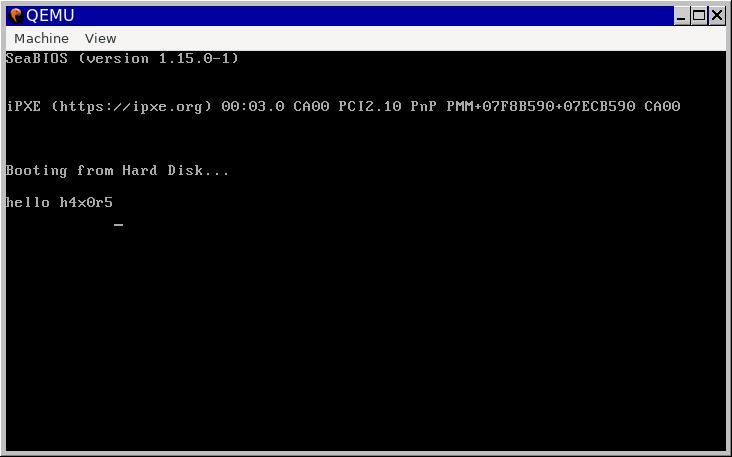 QEMU
Machine View
SeaBIOS (version 1.15.0-1)
iPXE (https://ipxe.org) 00:03.0 CA00 PCI2.10 PnP PMM+07F8B590+07ECB590 CA00
Booting from Hard Disk...
hello h4x0r5